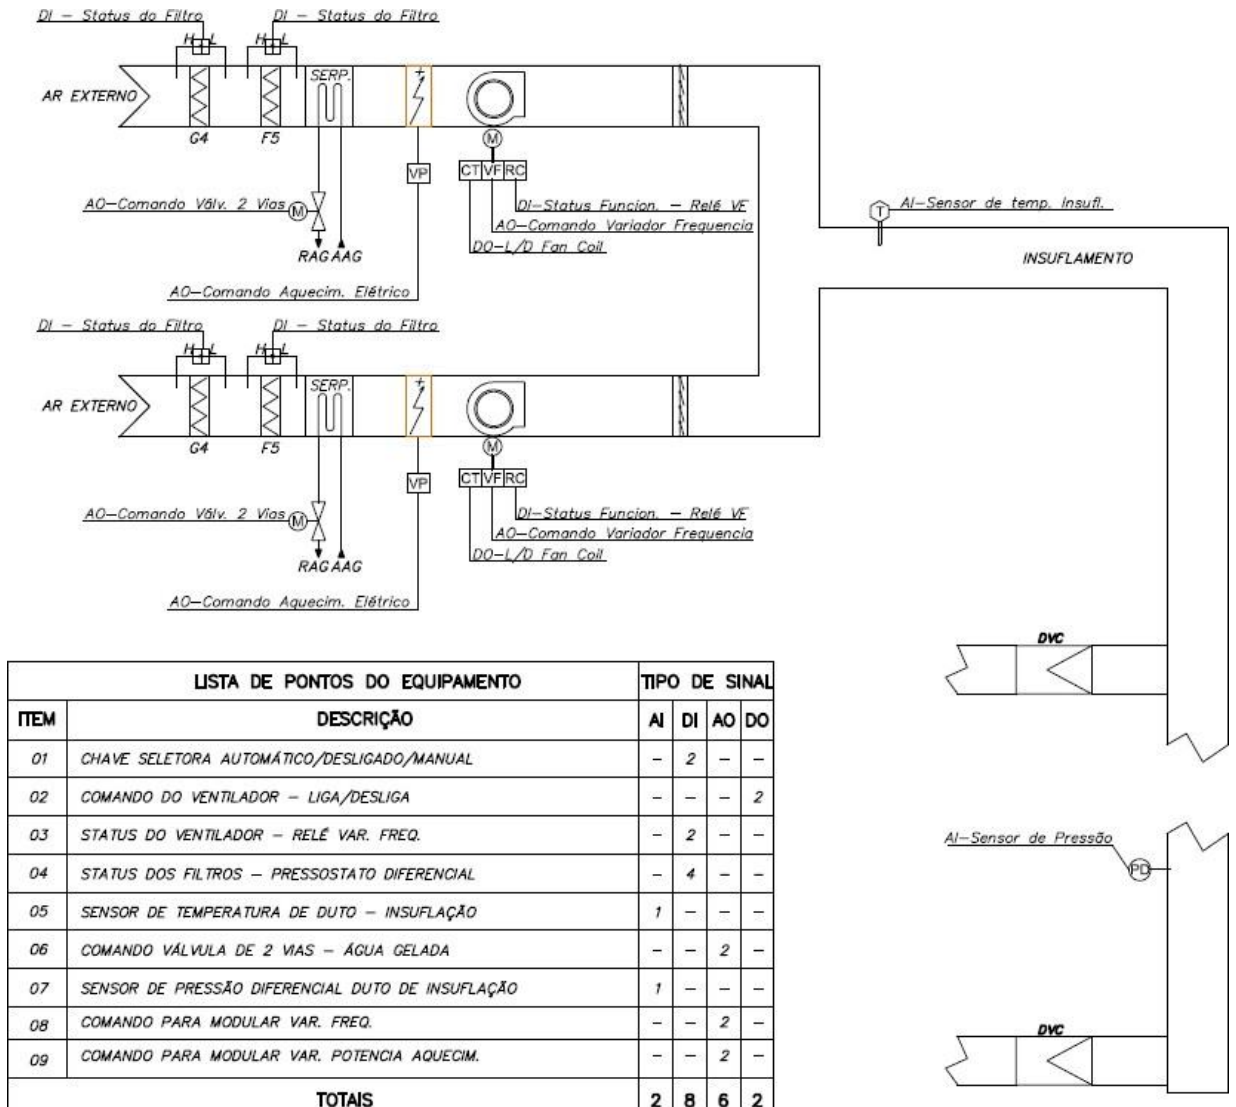 DI – Status do Filtro DI – Status do Filtro
H L H L
SERP. +
AR EXTERNO
G4 F5
M
VP CT VF RC
AO–Comando Válv. 2 Vias M
DI–Status Funcion. – Relé VF
AO–Comando Variador Frequencia
DO–L/D Fan Coil
RAG AAG
AO–Comando Aquecim. Elétrico
T AI–Sensor de temp. Insufl.
INSUFLAMENTO
DI – Status do Filtro DI – Status do Filtro
H L H L
SERP. +
AR EXTERNO
G4 F5
M
VP CT VF RC
AO–Comando Válv. 2 Vias M
DI–Status Funcion. – Relé VF
AO–Comando Variador Frequencia
DO–L/D Fan Coil
RAG AAG
AO–Comando Aquecim. Elétrico
DVC
AI–Sensor de Pressão
PD
DVC
LISTA DE PONTOS DO EQUIPAMENTO TIPO DE SINAL
ITEM DESCRIÇÃO AI DI AO DO
01 CHAVE SELETORA AUTOMÁTICO/DESLIGADO/MANUAL – 2 – –
02 COMANDO DO VENTILADOR – LIGA/DESLIGA – – – 2
03 STATUS DO VENTILADOR – RELÉ VAR. FREQ. – 2 – –
04 STATUS DOS FILTROS – PRESSOSTATO DIFERENCIAL – 4 – –
05 SENSOR DE TEMPERATURA DE DUTO – INSUFLAÇÃO 1 – – –
06 COMANDO VÁLVULA DE 2 VIAS – ÁGUA GELADA – – 2 –
07 SENSOR DE PRESSÃO DIFERENCIAL DUTO DE INSUFLAÇÃO 1 – – –
08 COMANDO PARA MODULAR VAR. FREQ. – – 2 –
09 COMANDO PARA MODULAR VAR. POTENCIA AQUECIM. – – 2 –
TOTAIS 2 8 6 2